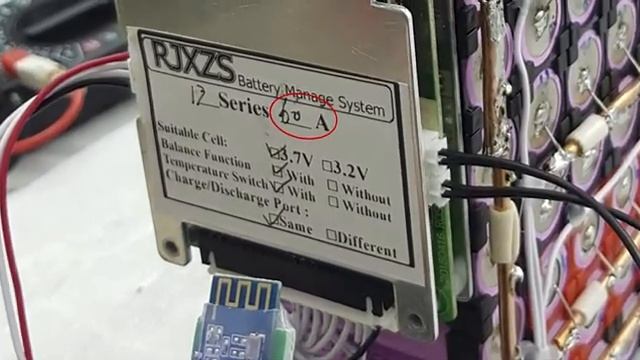 RJXZS Battery Manage System
17 Series 60 A
Suitable Cell: ☑3.7V ☐3.2V
Balance Function ☑With ☐Without
Temperature Switch ☑With ☐Without
Charge/Discharge Port:
☑Same ☐Different